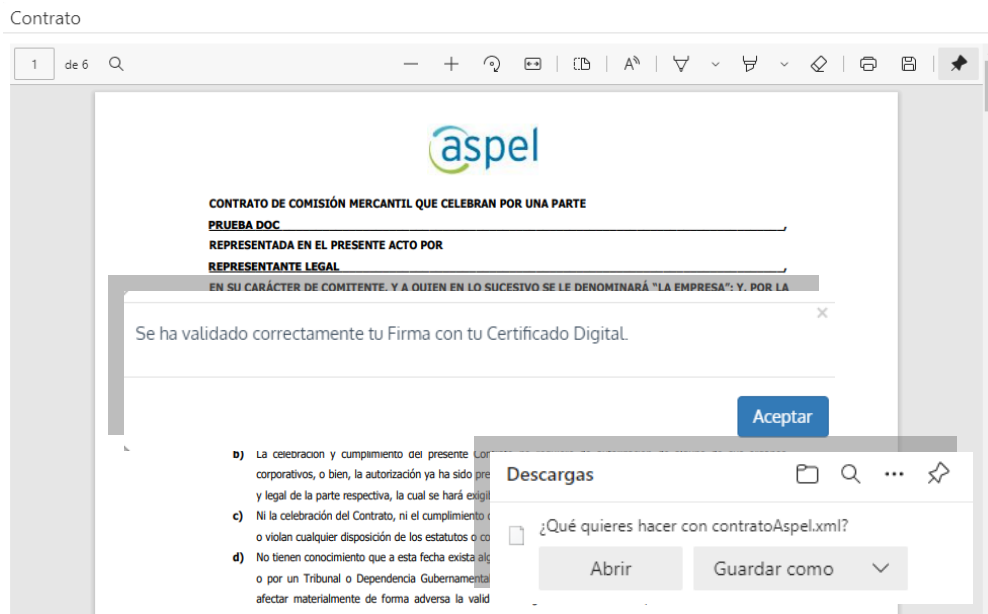 Contrato
1 de 6
aspel
CONTRATO DE COMISIÓN MERCANTIL QUE CELEBRAN POR UNA PARTE
PRUEBA DOC,
REPRESENTADA EN EL PRESENTE ACTO POR
REPRESENTANTE LEGAL,
EN SU CARÁCTER DE COMITENTE, Y A QUIEN EN LO SUCESIVO SE LE DENOMINARÁ "LA EMPRESA"; Y, POR LA
Se ha validado correctamente tu Firma con tu Certificado Digital.
Aceptar
b) La celebración y cumplimiento del presente
corporativos, o bien, la autorización ya ha sido
y legal de la parte respectiva, la cual se hará
c) Ni la celebración del Contrato, ni el cumplimiento
o violan cualquier disposición de los estatutos o
d) No tienen conocimiento que a esta fecha exista
o por un Tribunal o Dependencia Gubernamental
afectar materialmente de forma adversa la
Descargas
¿Qué quieres hacer con contratoAspel.xml?
Abrir
Guardar como